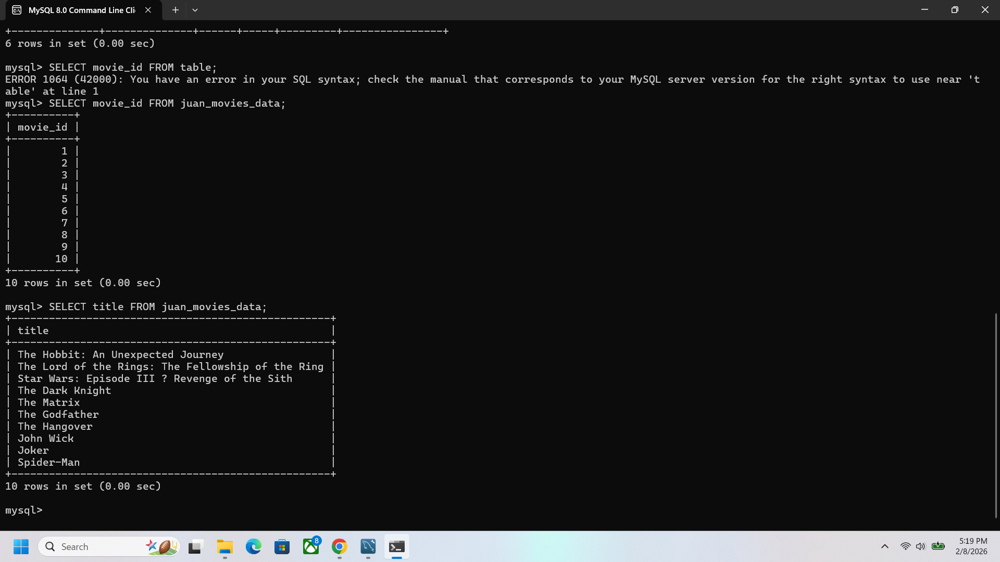 MySQL 8.0 Command Line Cli
+--------------+--------------+------+-----+---------+----------------+
6 rows in set (0.00 sec)
mysql> SELECT movie_id FROM table;
ERROR 1064 (42000): You have an error in your SQL syntax; check the manual that corresponds to your MySQL server version for the right syntax to use near 't
able' at line 1
mysql> SELECT movie_id FROM juan_movies_data;
+----------+
| movie_id |
+----------+
|        1 |
|        2 |
|        3 |
|        4 |
|        5 |
|        6 |
|        7 |
|        8 |
|        9 |
|       10 |
+----------+
10 rows in set (0.00 sec)
mysql> SELECT title FROM juan_movies_data;
+---------------------------------------------------+
| title                                             |
+---------------------------------------------------+
| The Hobbit: An Unexpected Journey                 |
| The Lord of the Rings: The Fellowship of the Ring |
| Star Wars: Episode III ? Revenge of the Sith      |
| The Dark Knight                                   |
| The Matrix                                        |
| The Godfather                                     |
| The Hangover                                      |
| John Wick                                         |
| Joker                                             |
| Spider-Man                                        |
+---------------------------------------------------+
10 rows in set (0.00 sec)
mysql>
Search
8
5:19 PM
2/8/2026